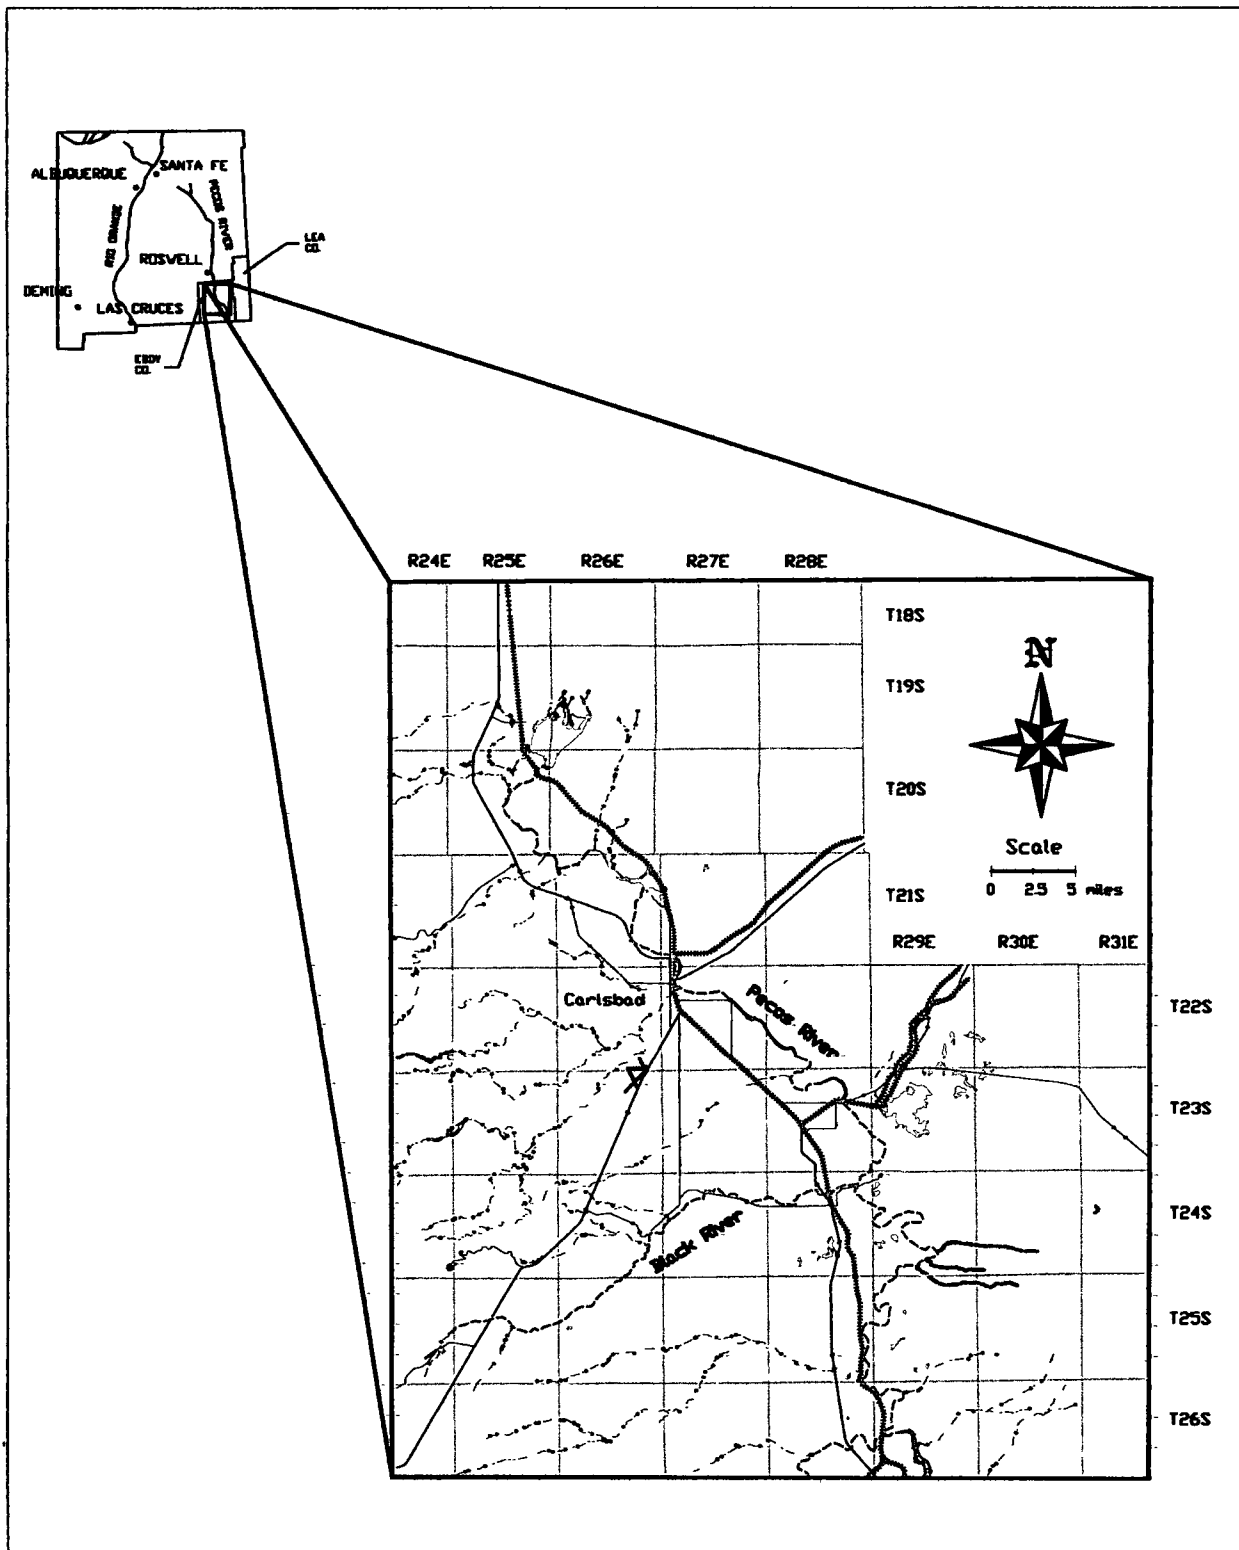 SANTA FE
ALBUQUERQUE
PECOS RIVER
RIO GRANDE
LEA
CO.
ROSWELL
DEMING
LAS CRUCES
EDDY
CO.
R24E R25E R26E R27E R28E
T18S
N
T19S
T20S
Scale
0 2.5 5 miles
T21S
R29E R30E R31E
Carlsbad
Pecos River
T22S
T23S
T24S
Black River
T25S
T26S